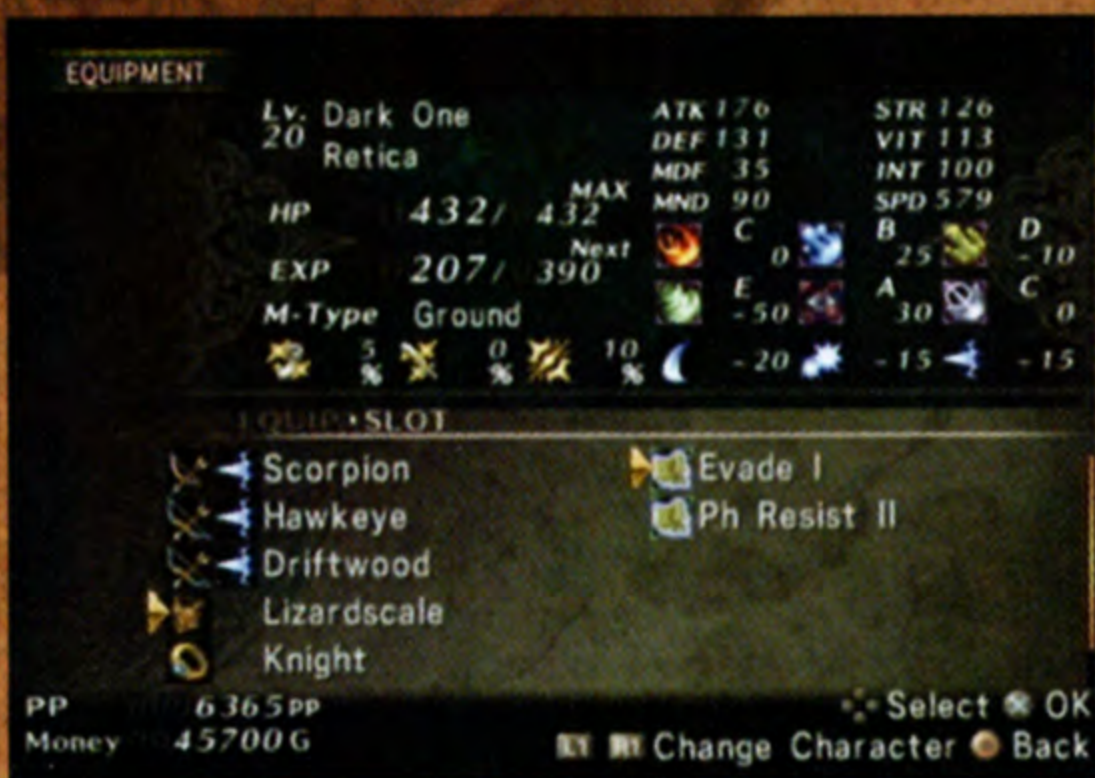 EQUIPMENT
Lv. 20 Dark One
Retica
HP 432/ MAX 432
EXP 207/ Next 390
M-Type Ground
5% 0% 10%
ATK 176 STR 126
DEF 131 VIT 113
MDF 35 INT 100
MND 90 SPD 579
C 0 B 25 D -10
E -50 A 30 C 0
-20 -15 -15
EQUIP SLOT
Scorpion
Hawkeye
Driftwood
Lizardscale
Knight
Evade I
Ph Resist II
PP 6365PP
Money 45700G
Select OK
L1 R1 Change Character Back